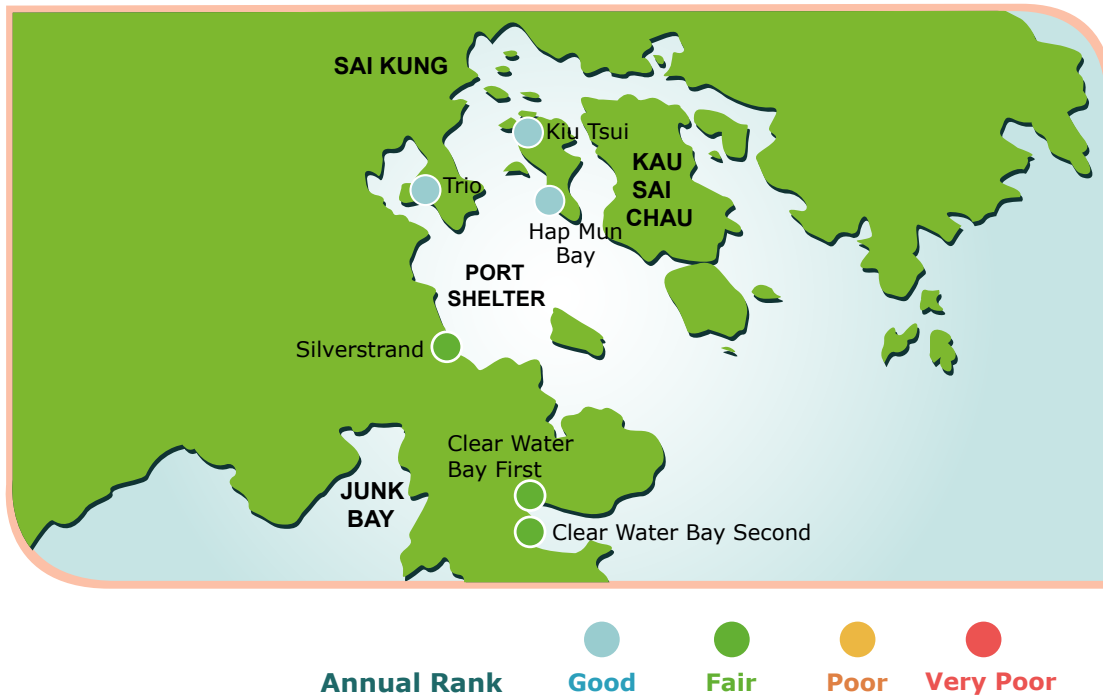 SAI KUNG
Kiu Tsui
KAU
SAI
CHAU
Trio
Hap Mun
Bay
PORT
SHELTER
Silverstrand
Clear Water
Bay First
JUNK
BAY
Clear Water Bay Second
Annual Rank
Good
Fair
Poor
Very Poor